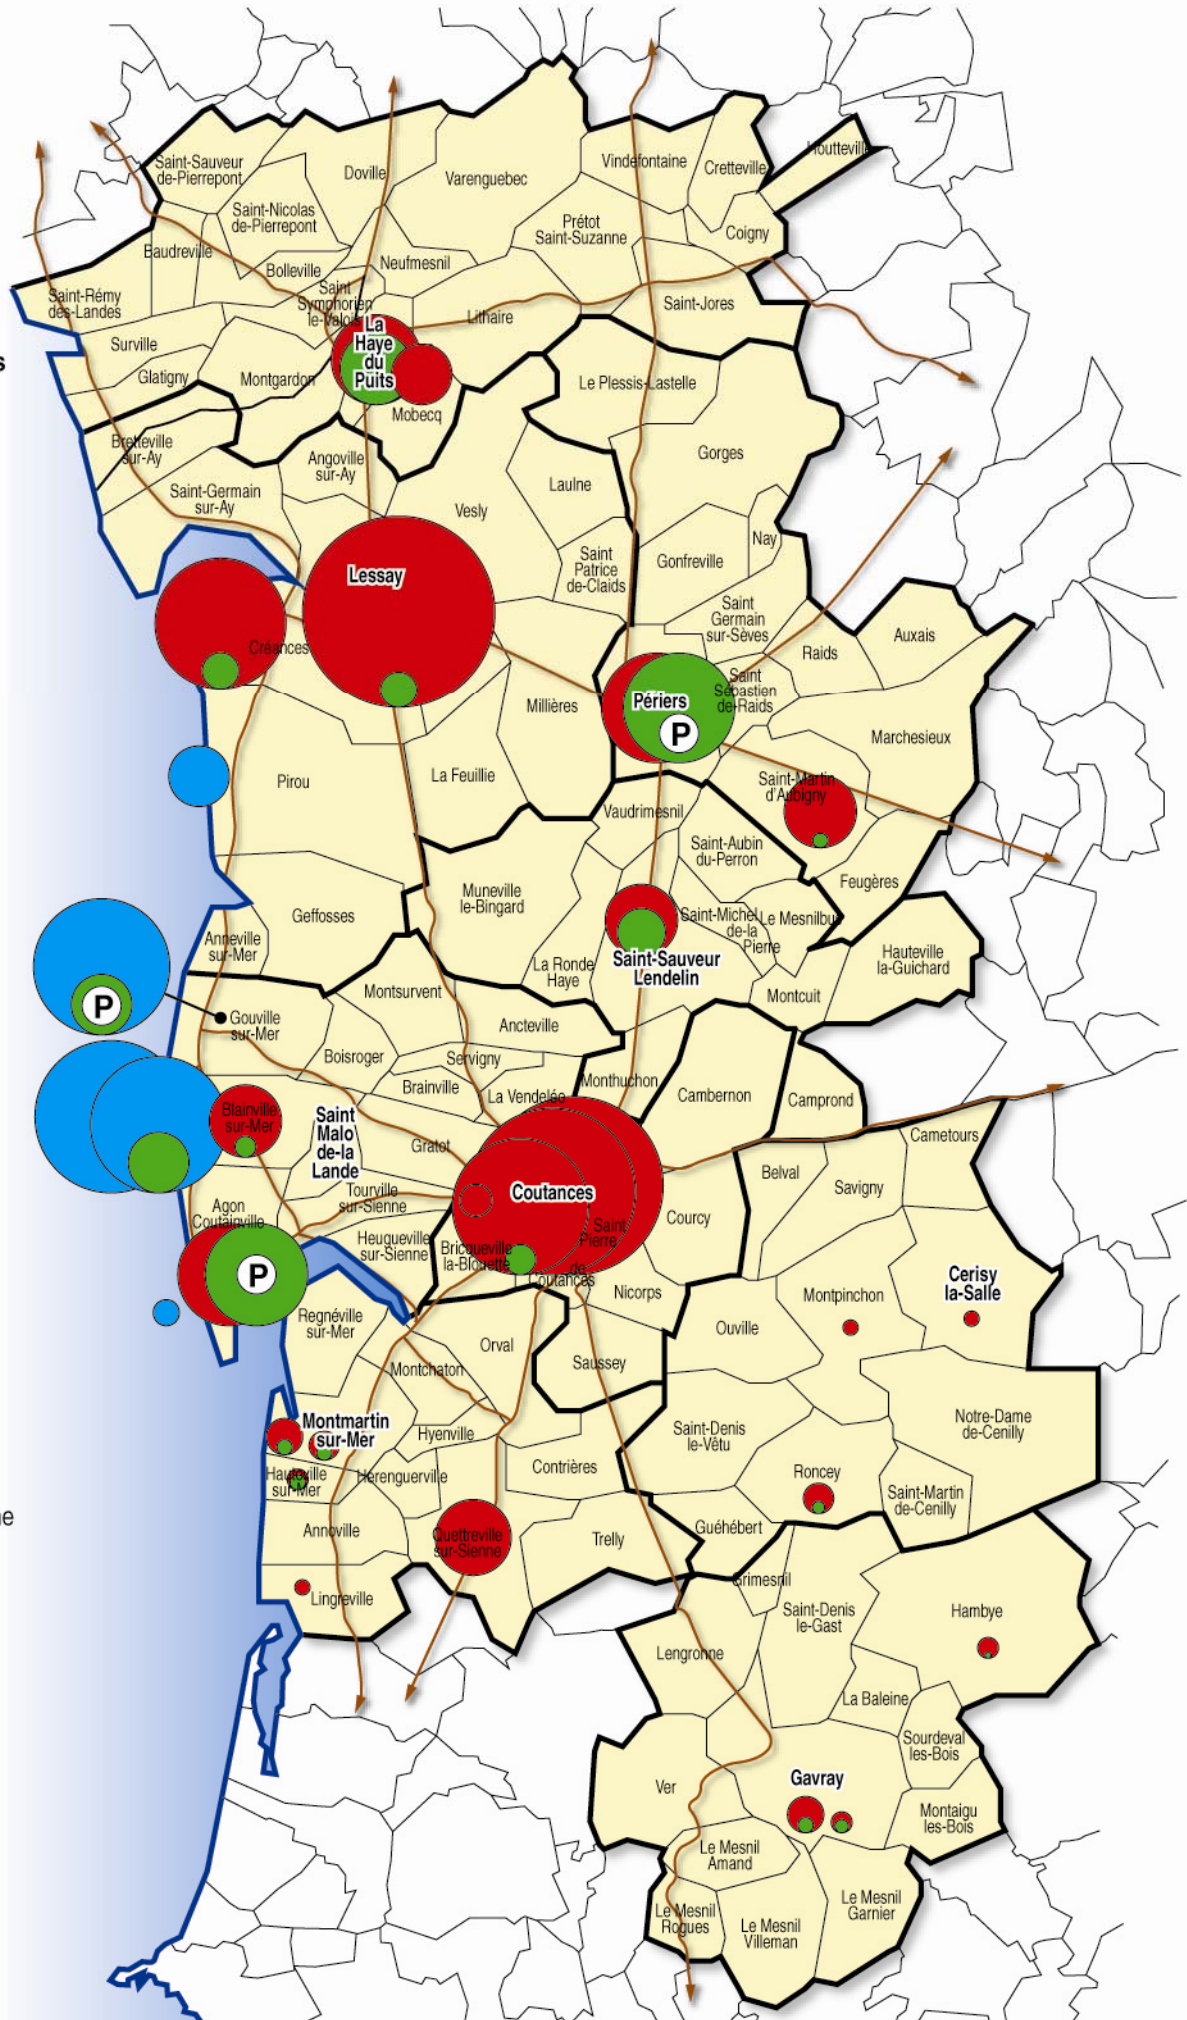 Houtteville
Saint-Sauveur
de-Pierrepont
Doville
Varenguebec
Vindefontaine
Cretteville
Saint-Nicolas
de-Pierrepont
Prétot
Saint-Suzanne
Coigny
Baudreville
Bolleville
Neufmesnil
Saint-Rémy
des-Landes
Saint
Symphorien
le-Valois
Lithaire
Saint-Jores
Surville
La
Haye
du
Puits
s
Glatigny
Montgardon
Le Plessis-Lastelle
Mobecq
Bretteville
sur-Ay
Angoville
sur-Ay
Gorges
Saint-Germain
sur-Ay
Laulne
Vesly
Nay
Saint
Patrice
de-Claids
Gonfreville
Lessay
Saint
Germain
sur-Sèves
Auxais
Créances
Raids
Saint
Sébastien
de-Raids
Périers
P
Millières
Marchesieux
Pirou
La Feuillie
Saint-Martin
d'Aubigny
Vaudrimesnil
Saint-Aubin
du-Perron
Feugères
Muneville
le-Bingard
Geffosses
Saint-Michel
de-la
Pierre
Le Mesnilbus
Anneville
sur-Mer
Hauteville
la-Guichard
La Ronde
Haye
Saint-Sauveur
Lendelin
Montsurvent
Montcuit
P
Gouville
sur-Mer
Ancteville
Boisroger
Servigny
Brainville
Monthuchon
La Vendelée
Cambernon
Camprond
Blainville
sur-Mer
Saint
Malo
de-la
Lande
Gratot
Cametours
Belval
Savigny
Tourville
sur-Sienne
Coutances
Agon
Coutainville
Saint
Pierre
de
Coutances
Courcy
Heugueville
sur-Sienne
Bricqueville
la-Blouette
P
Nicorps
Cerisy
la-Salle
Montpinchon
Regnéville
sur-Mer
Ouville
Orval
Saussey
Montchaton
Montmartin
sur-Mer
Hyenville
Saint-Denis
le-Vêtu
Notre-Dame
de-Cenilly
Hauteville
sur-Mer
Hérenguerville
Contrières
Roncey
Saint-Martin
de-Cenilly
ne
Annoville
Quettreville
sur-Sienne
Trelly
Guéhébert
Grimesnil
Lingreville
Saint-Denis
le-Gast
Hambye
Lengronne
La Baleine
Sourdeval
les-Bois
Ver
Gavray
Montaigu
les-Bois
Le Mesnil
Amand
Le Mesnil
Rogues
Le Mesnil
Villeman
Le Mesnil
Garnier